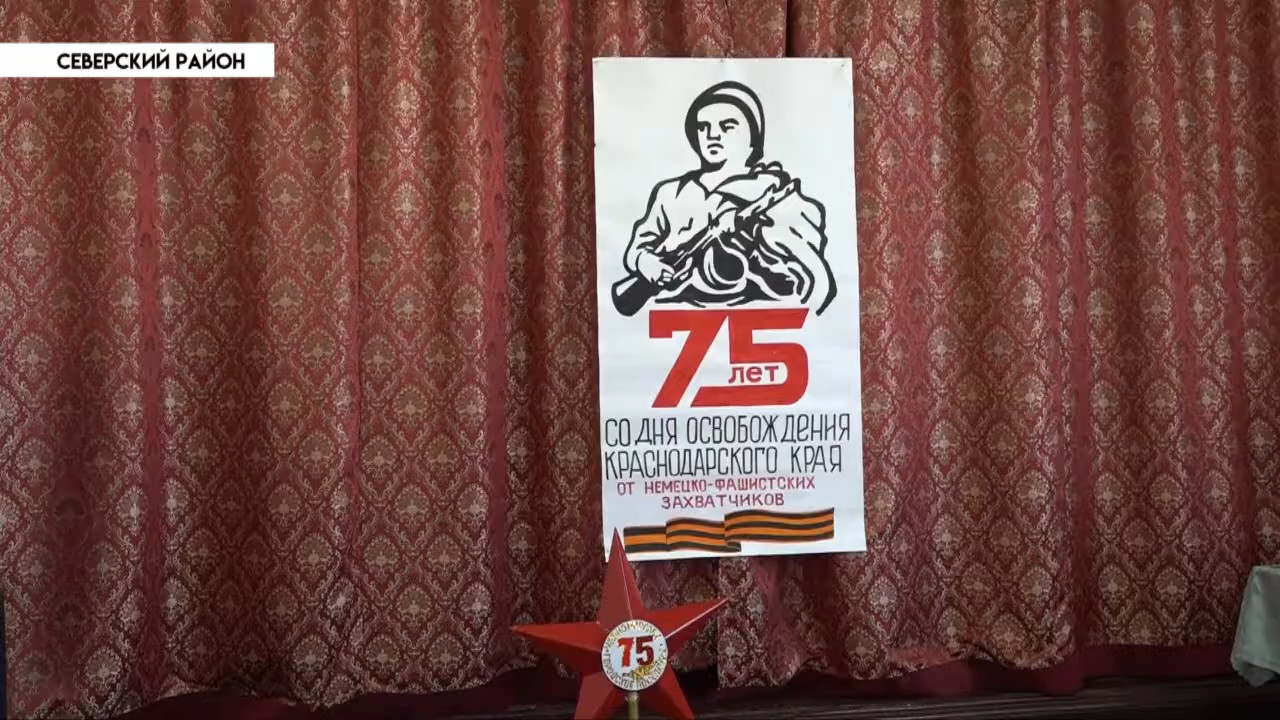 СЕВЕРСКИЙ РАЙОН
75
лет
СО ДНЯ ОСВОБОЖДЕНИЯ
КРАСНОДАРСКОГО КРАЯ
ОТ НЕМЕЦКО-ФАШИСТСКИХ
ЗАХВАТЧИКОВ
75